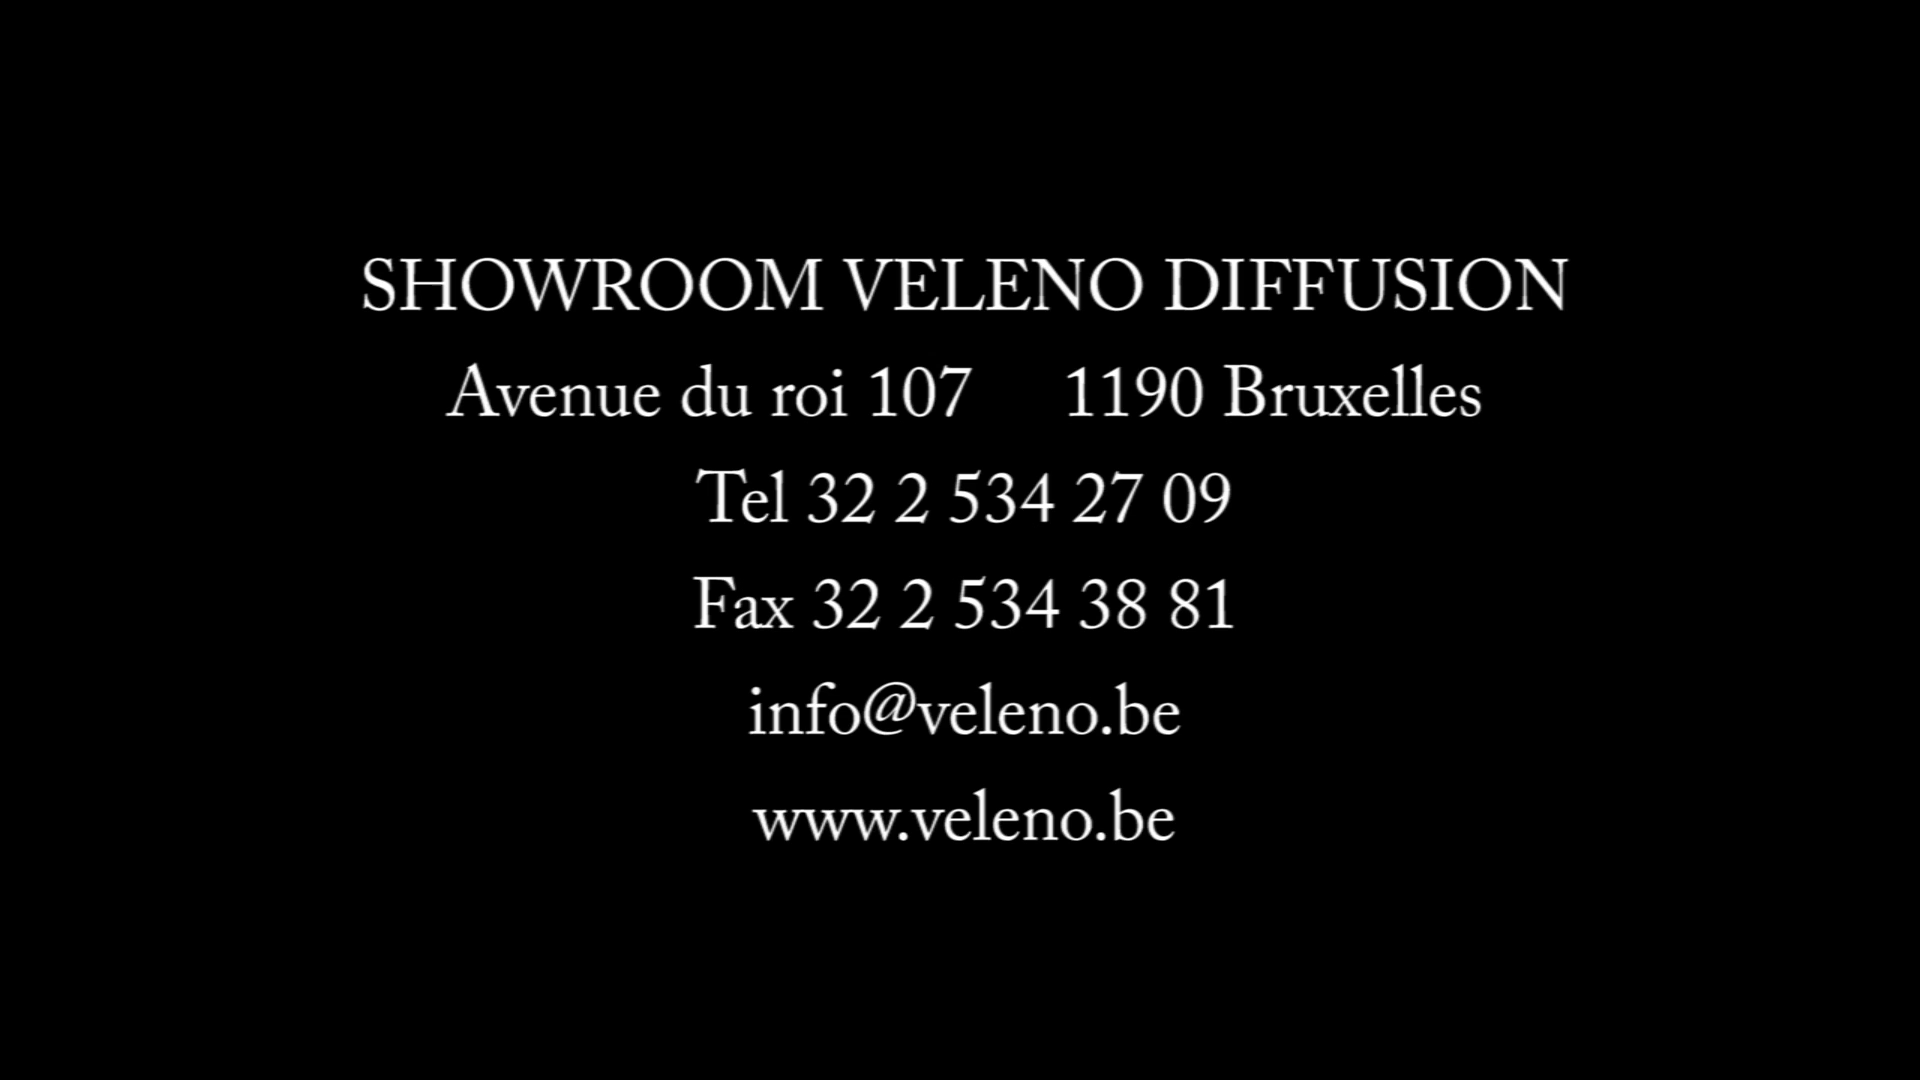 SHOWROOM VELENO DIFFUSION
Avenue du roi 107 1190 Bruxelles
Tel 32 2 534 27 09
Fax 32 2 534 38 81
info@veleno.be
www.veleno.be